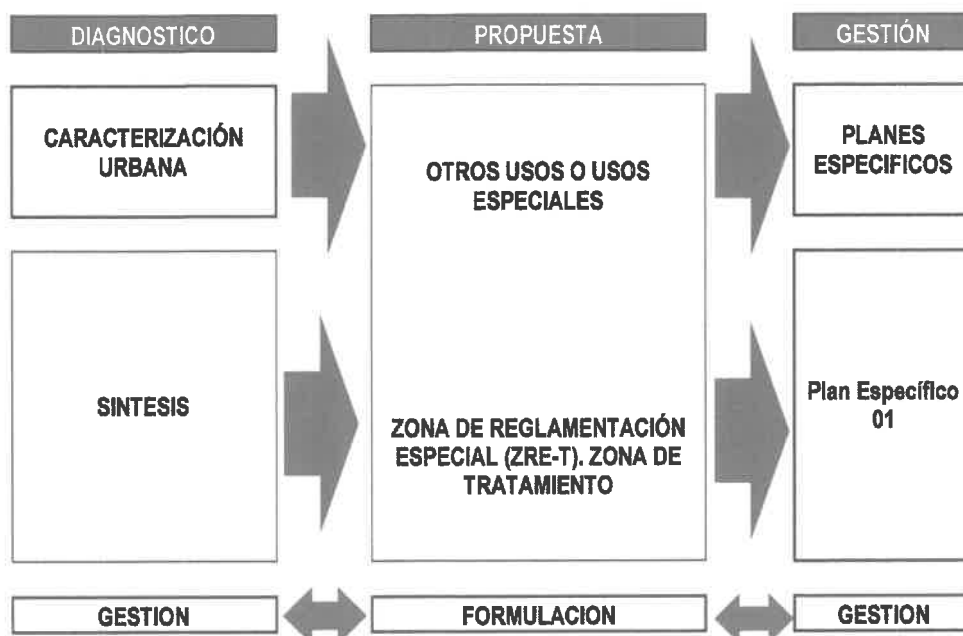 DIAGNOSTICO
PROPUESTA
GESTIÓN
CARACTERIZACIÓN
URBANA
OTROS USOS O USOS
ESPECIALES
PLANES
ESPECIFICOS
SINTESIS
ZONA DE REGLAMENTACIÓN
ESPECIAL (ZRE-T). ZONA DE
TRATAMIENTO
Plan Específico
01
GESTION
FORMULACION
GESTION